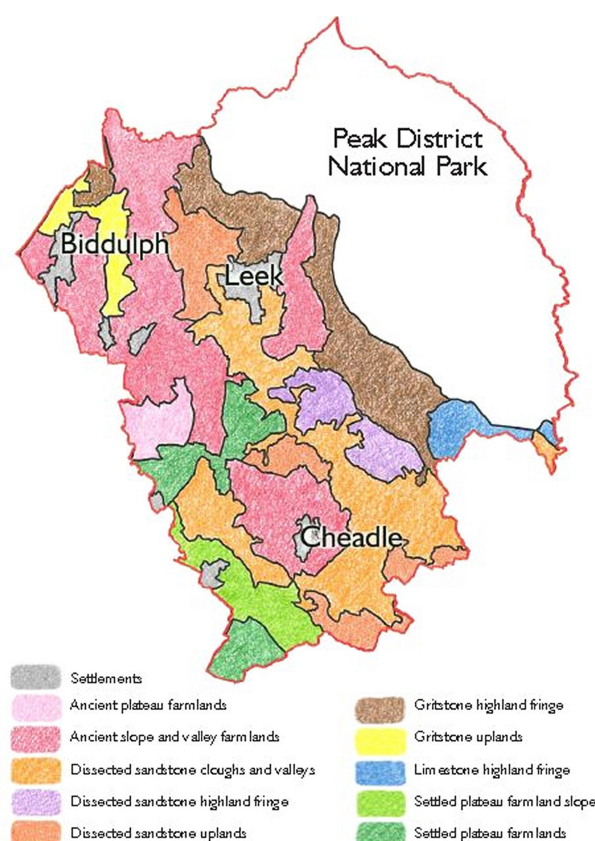 Peak District
National Park
Biddulph
Leek
Cheadle
Settlements
Ancient plateau farmlands
Ancient slope and valley farmlands
Dissected sandstone cloughs and valleys
Dissected sandstone highland fringe
Dissected sandstone uplands
Gritstone highland fringe
Gritstone uplands
Limestone highland fringe
Settled plateau farmland slope
Settled plateau farmlands